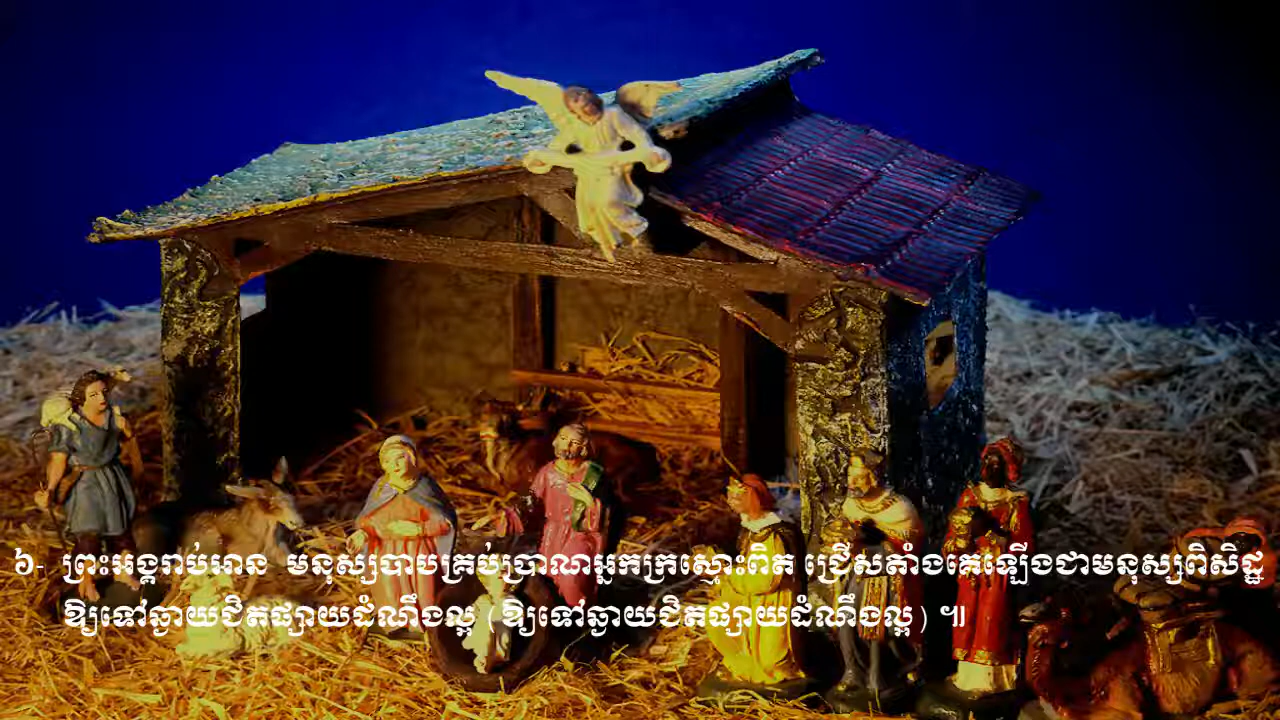 ៦- ព្រះអង្គរាប់អាន មនុស្សបាបគ្រប់ប្រាណអ្នកក្រស្មោះពិត ជ្រើសតាំងគេឡើងជាមនុស្សពិសិដ្ឋ
ឱ្យទៅឆ្ងាយជិតផ្សាយដំណឹងល្អ (ឱ្យទៅឆ្ងាយជិតផ្សាយដំណឹងល្អ) ៕